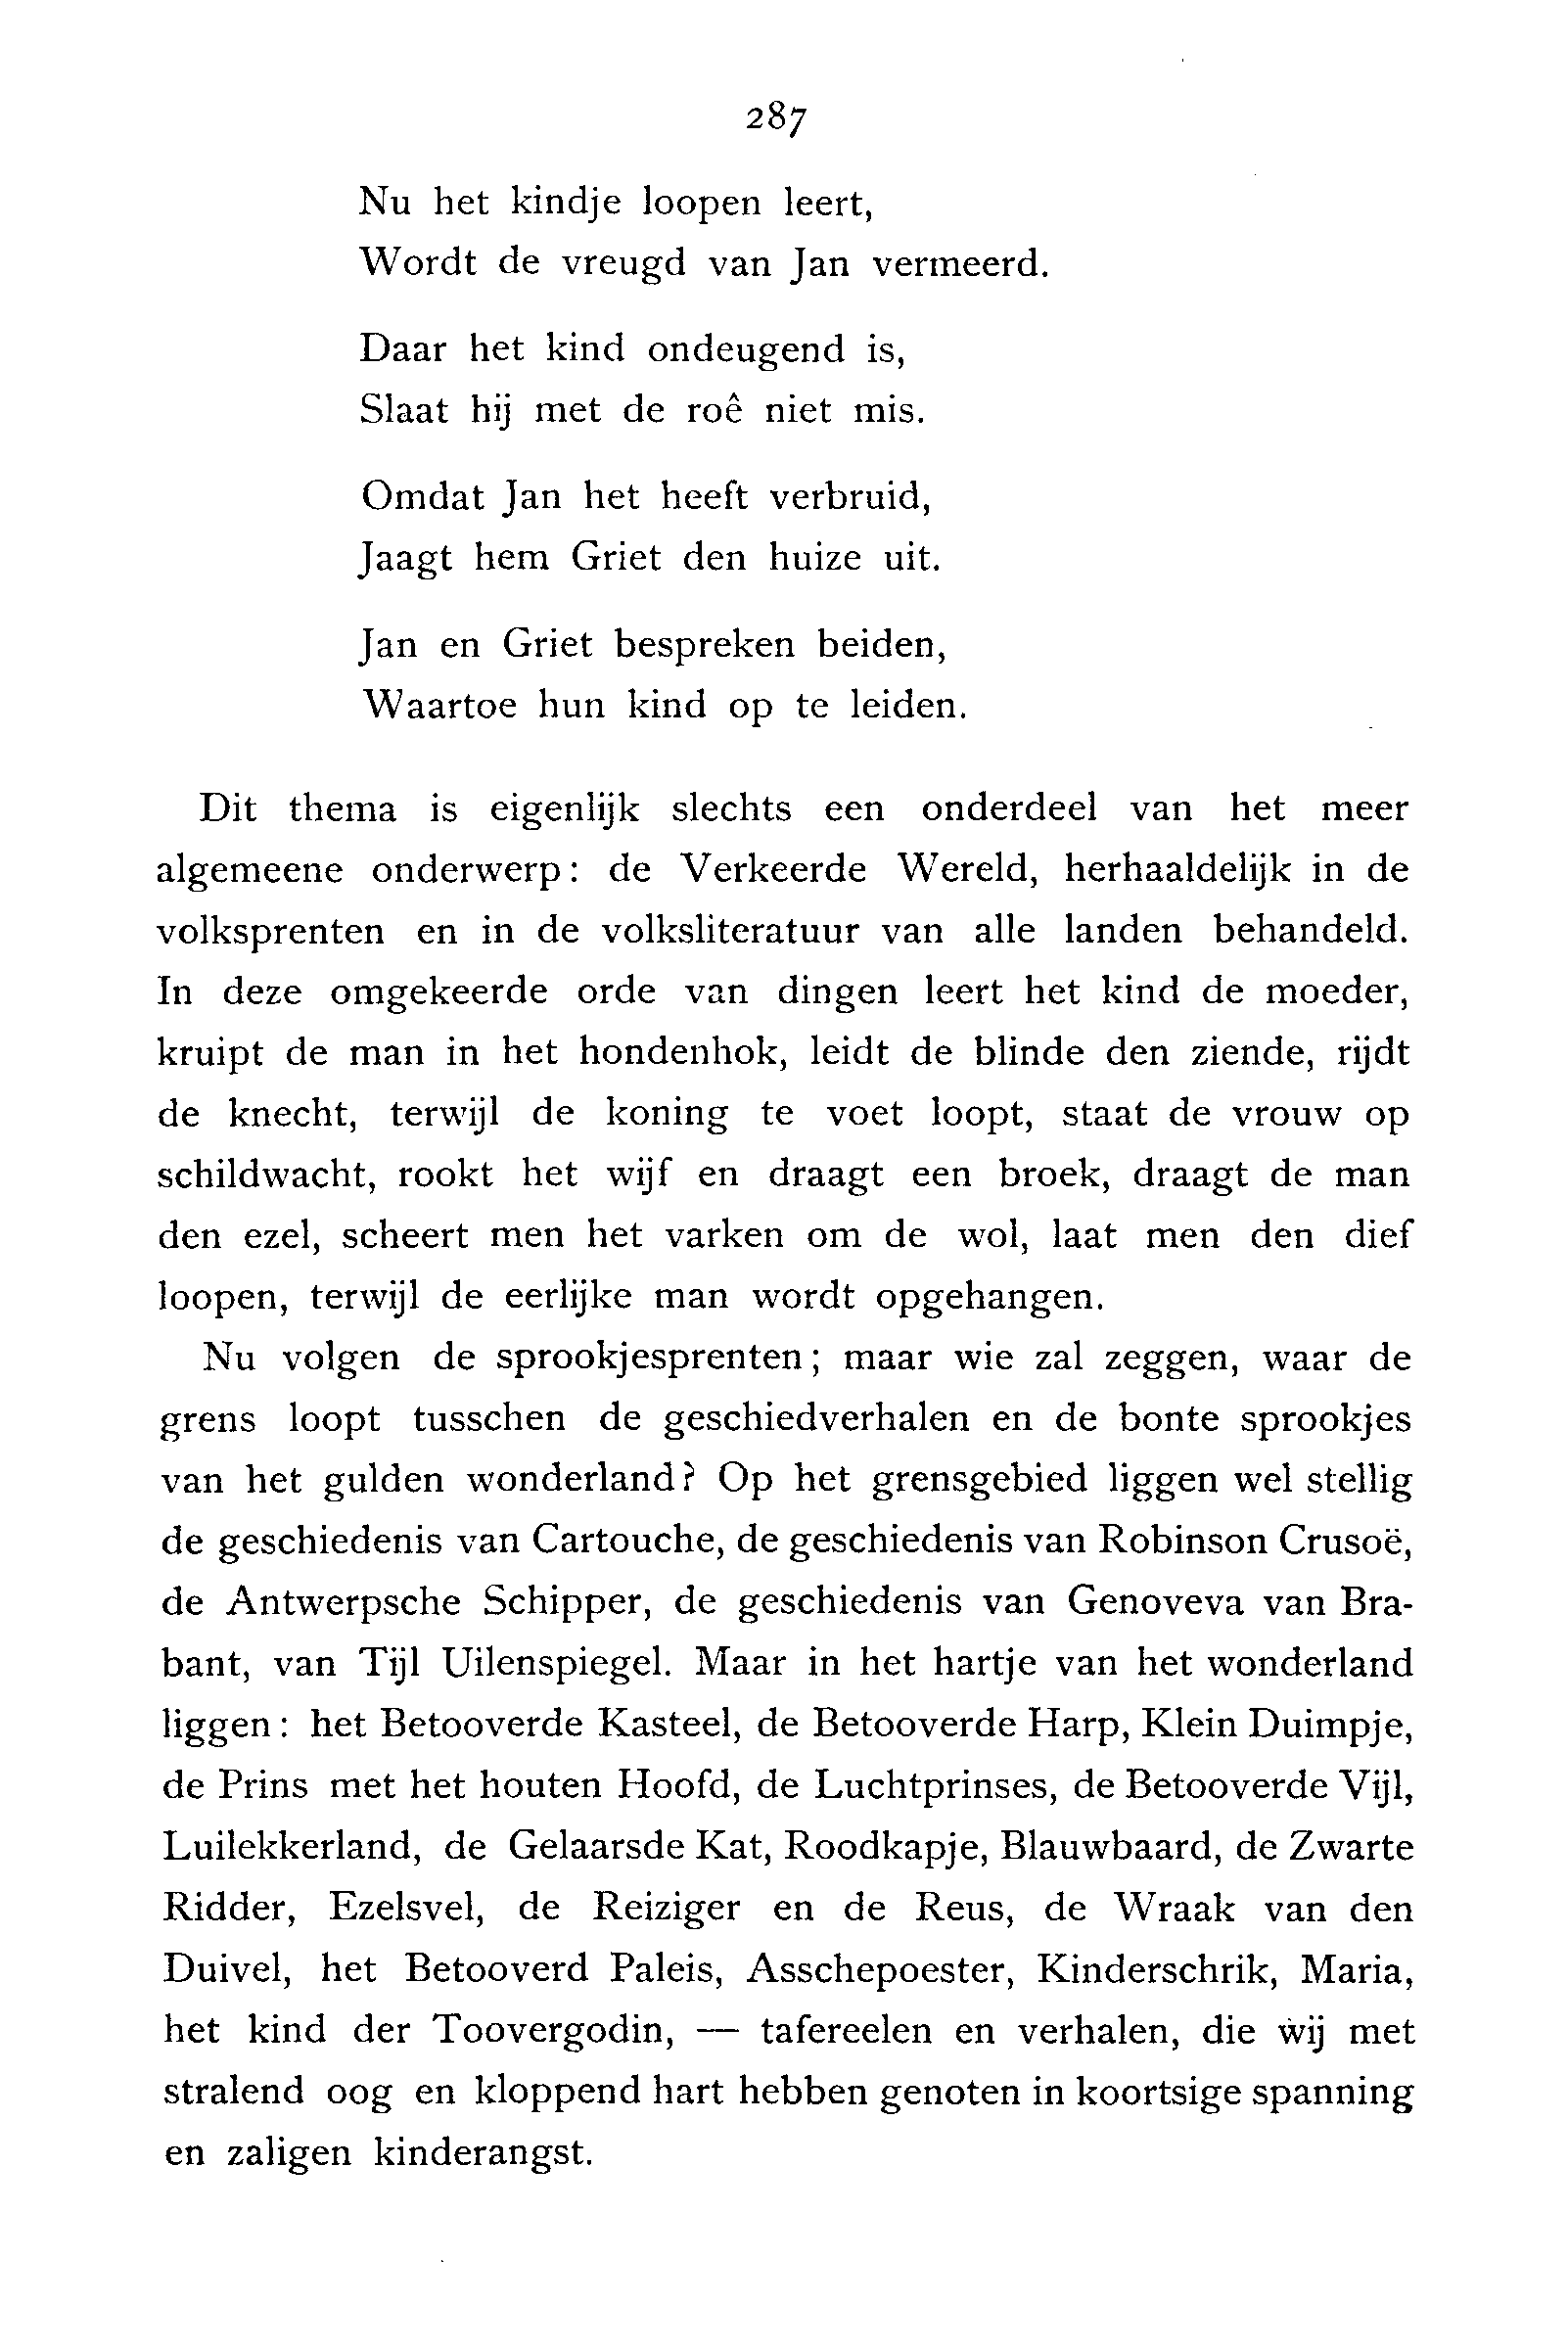 287
Nu het kindje loopen leert,
Wordt de vreugd van Jan vermeerd.
Daar het kind ondeugend is,
Slaat hij met de roê niet mis.
Omdat Jan het heeft verbruid,
Jaagt hem Griet den huize uit.
Jan en Griet bespreken beiden,
Waartoe hun kind op te leiden.
Dit thema is eigenlijk slechts een onderdeel van het meer
algemeene onderwerp: de Verkeerde Wereld, herhaaldelijk in de
volksprenten en in de volksliteratuur van alle landen behandeld.
In deze omgekeerde orde van dingen leert het kind de moeder,
kruipt de man in het hondenhok, leidt de blinde den ziende, rijdt
de knecht, terwijl de koning te voet loopt, staat de vrouw op
schildwacht, rookt het wijf en draagt een broek, draagt de man
den ezel, scheert men het varken om de wol, laat men den dief
loopen, terwijl de eerlijke man wordt opgehangen.
Nu volgen de sprookjesprenten; maar wie zal zeggen, waar de
grens loopt tusschen de geschiedverhalen en de bonte sprookjes
van het gulden wonderland? Op het grensgebied liggen wel stellig
de geschiedenis van Cartouche, de geschiedenis van Robinson Crusoë,
de Antwerpsche Schipper, de geschiedenis van Genoveva van Bra-
bant, van Tijl Uilenspiegel. Maar in het hartje van het wonderland
liggen: het Betooverde Kasteel, de Betooverde Harp, Klein Duimpje,
de Prins met het houten Hoofd, de Luchtprinses, de Betooverde Vijl,
Luilekkerland, de Gelaarsde Kat, Roodkapje, Blauwbaard, de Zwarte
Ridder, Ezelsvel, de Reiziger en de Reus, de Wraak van den
Duivel, het Betooverd Paleis, Asschepoester, Kinderschrik, Maria,
het kind der Toovergodin, — tafereelen en verhalen, die wij met
stralend oog en kloppend hart hebben genoten in koortsige spanning
en zaligen kinderangst.